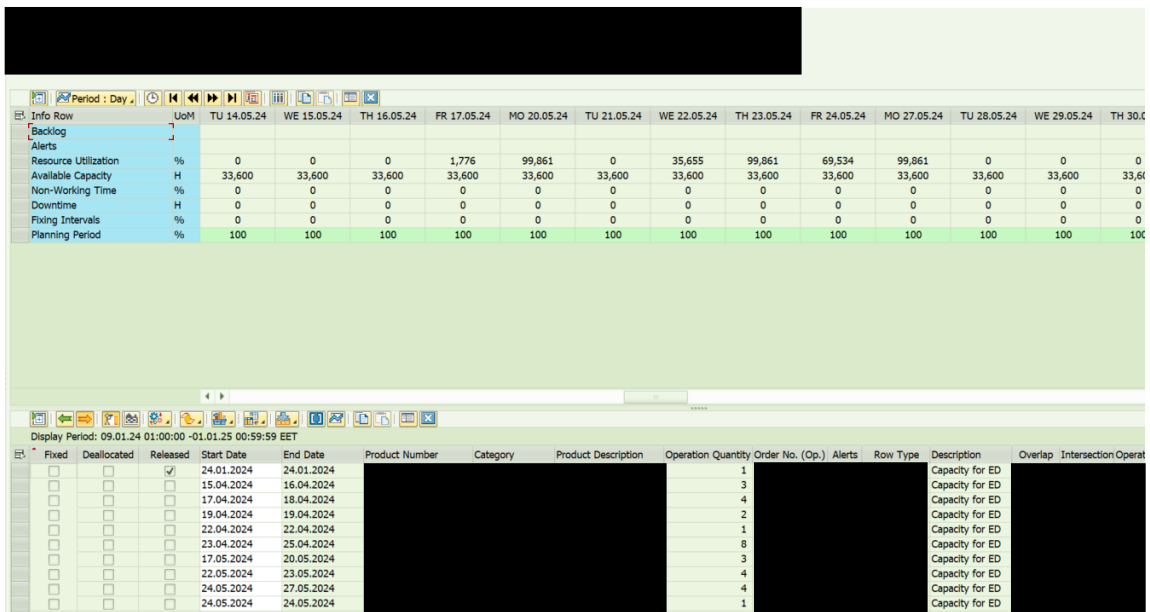 Period : Day
Info Row UoM TU 14.05.24 WE 15.05.24 TH 16.05.24 FR 17.05.24 MO 20.05.24 TU 21.05.24 WE 22.05.24 TH 23.05.24 FR 24.05.24 MO 27.05.24 TU 28.05.24 WE 29.05.24 TH 30.0
Backlog
Alerts
Resource Utilization % 0 0 0 1,776 99,861 0 35,655 99,861 69,534 99,861 0 0 0
Available Capacity H 33,600 33,600 33,600 33,600 33,600 33,600 33,600 33,600 33,600 33,600 33,600 33,600 33,60
Non-Working Time % 0 0 0 0 0 0 0 0 0 0 0 0 0
Downtime H 0 0 0 0 0 0 0 0 0 0 0 0 0
Fixing Intervals % 0 0 0 0 0 0 0 0 0 0 0 0 0
Planning Period % 100 100 100 100 100 100 100 100 100 100 100 100 100
Display Period: 09.01.24 01:00:00 -01.01.25 00:59:59 EET
Fixed Deallocated Released Start Date End Date Product Number Category Product Description Operation Quantity Order No. (Op.) Alerts Row Type Description Overlap Intersection Operat
24.01.2024 24.01.2024 1 Capacity for ED
15.04.2024 16.04.2024 3 Capacity for ED
17.04.2024 18.04.2024 4 Capacity for ED
19.04.2024 19.04.2024 2 Capacity for ED
22.04.2024 22.04.2024 1 Capacity for ED
23.04.2024 25.04.2024 8 Capacity for ED
17.05.2024 20.05.2024 3 Capacity for ED
22.05.2024 23.05.2024 4 Capacity for ED
24.05.2024 27.05.2024 4 Capacity for ED
24.05.2024 24.05.2024 1 Capacity for ED